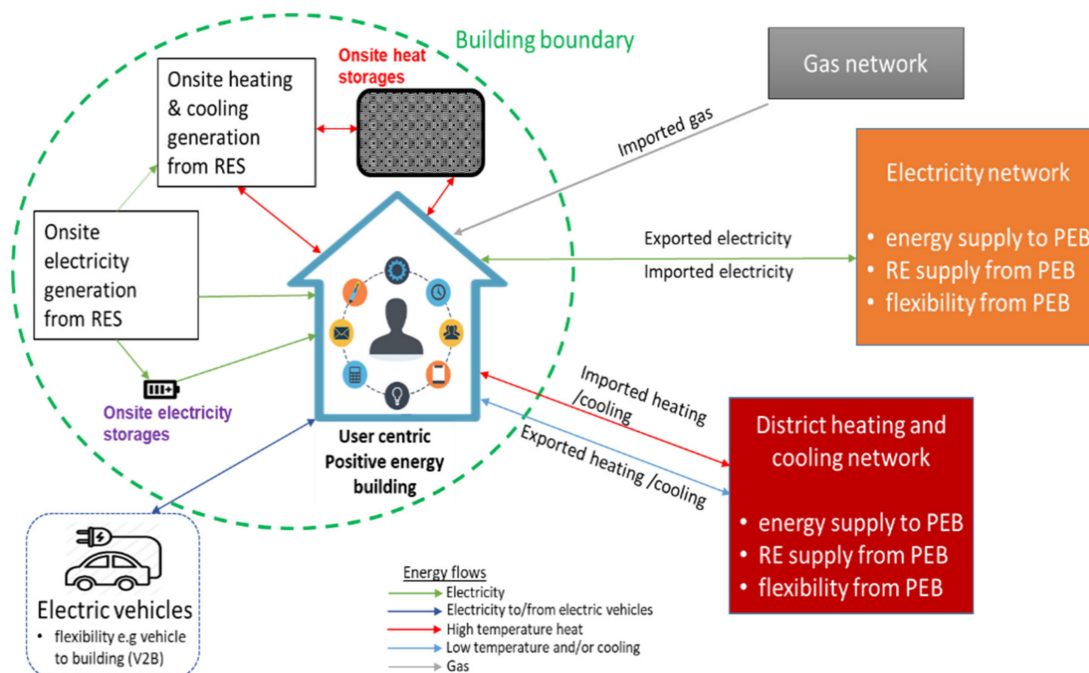 Building boundary
Onsite heat
storages
Onsite heating
& cooling
generation
from RES
Onsite
electricity
generation
from RES
Onsite electricity
storages
User centric
Positive energy
building
Gas network
Imported gas
Electricity network
• energy supply to PEB
• RE supply from PEB
• flexibility from PEB
Exported electricity
Imported electricity
Imported heating
/cooling
Exported heating /cooling
District heating and
cooling network
• energy supply to PEB
• RE supply from PEB
• flexibility from PEB
Electric vehicles
• flexibility e.g vehicle
to building (V2B)
Energy flows
Electricity
Electricity to/from electric vehicles
High temperature heat
Low temperature and/or cooling
Gas